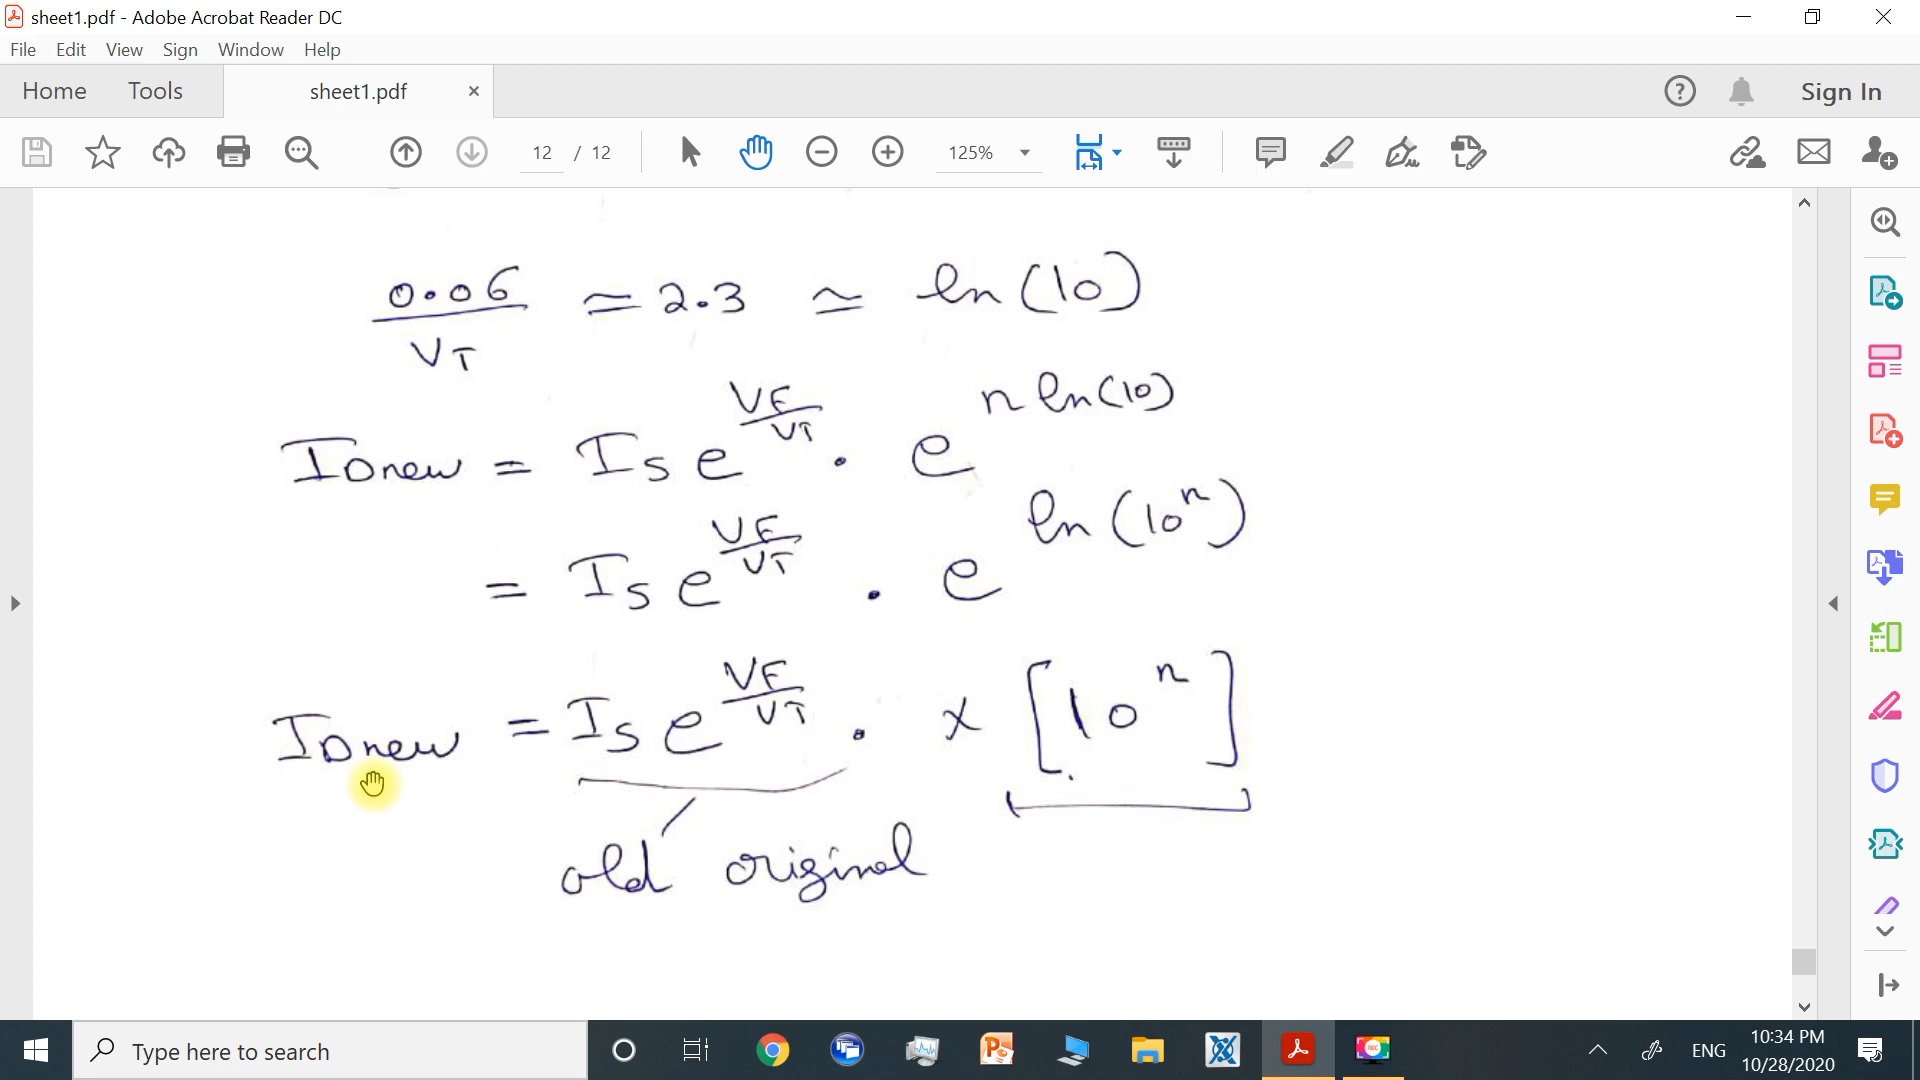 sheet1.pdf - Adobe Acrobat Reader DC
File Edit View Sign Window Help
Home Tools sheet1.pdf × Sign In
12 / 12 125%
0.06 / VT ≃ 2.3 ≃ ln(10)
IDnew = Is e^(VF/VT) . e^(n ln(10))
= Is e^(VF/VT) . e^(ln(10^n))
IDnew = Is e^(VF/VT) . x [10^n]
old original
Type here to search
ENG
10:34 PM
10/28/2020